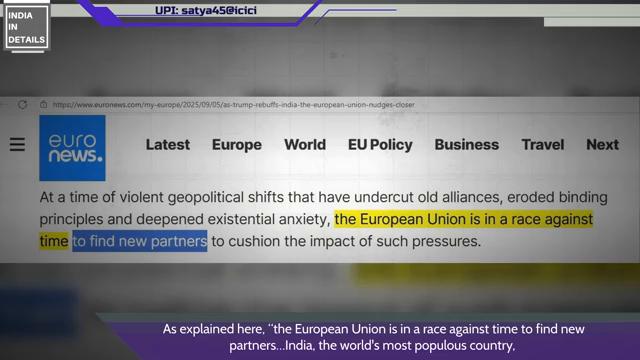 INDIA
IN
DETAILS
UPI: satya45@icici
https://www.euronews.com/my-europe/2025/09/05/as-trump-rebuffs-india-the-european-union-nudges-closer
euro
news.
Latest Europe World EU Policy Business Travel Next
At a time of violent geopolitical shifts that have undercut old alliances, eroded binding
principles and deepened existential anxiety, the European Union is in a race against
time to find new partners to cushion the impact of such pressures.
As explained here, “the European Union is in a race against time to find new
partners...India, the world's most populous country,